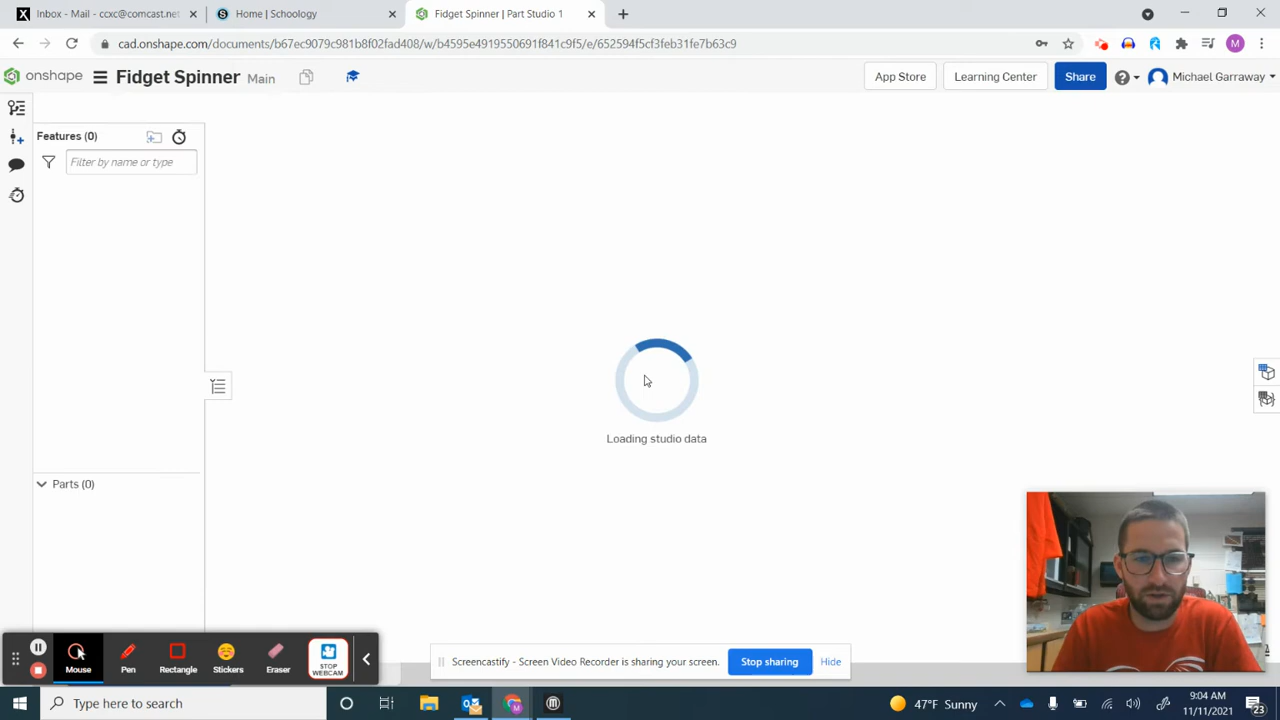 Inbox - Mail - ccxc@comcast.net
Home | Schoology
Fidget Spinner | Part Studio 1
cad.onshape.com/documents/b67ec9079c981b8f02fad408/w/b4595e4919550691f841c9f5/e/652594f5cf3feb31fe7b63c9
onshape
Fidget Spinner Main
App Store
Learning Center
Share
Michael Garraway
Features (0)
Filter by name or type
Loading studio data
Parts (0)
Mouse
Pen
Rectangle
Stickers
Eraser
STOP
WEBCAM
Screencastify - Screen Video Recorder is sharing your screen.
Stop sharing
Hide
Type here to search
47°F Sunny
9:04 AM
11/11/2021
23